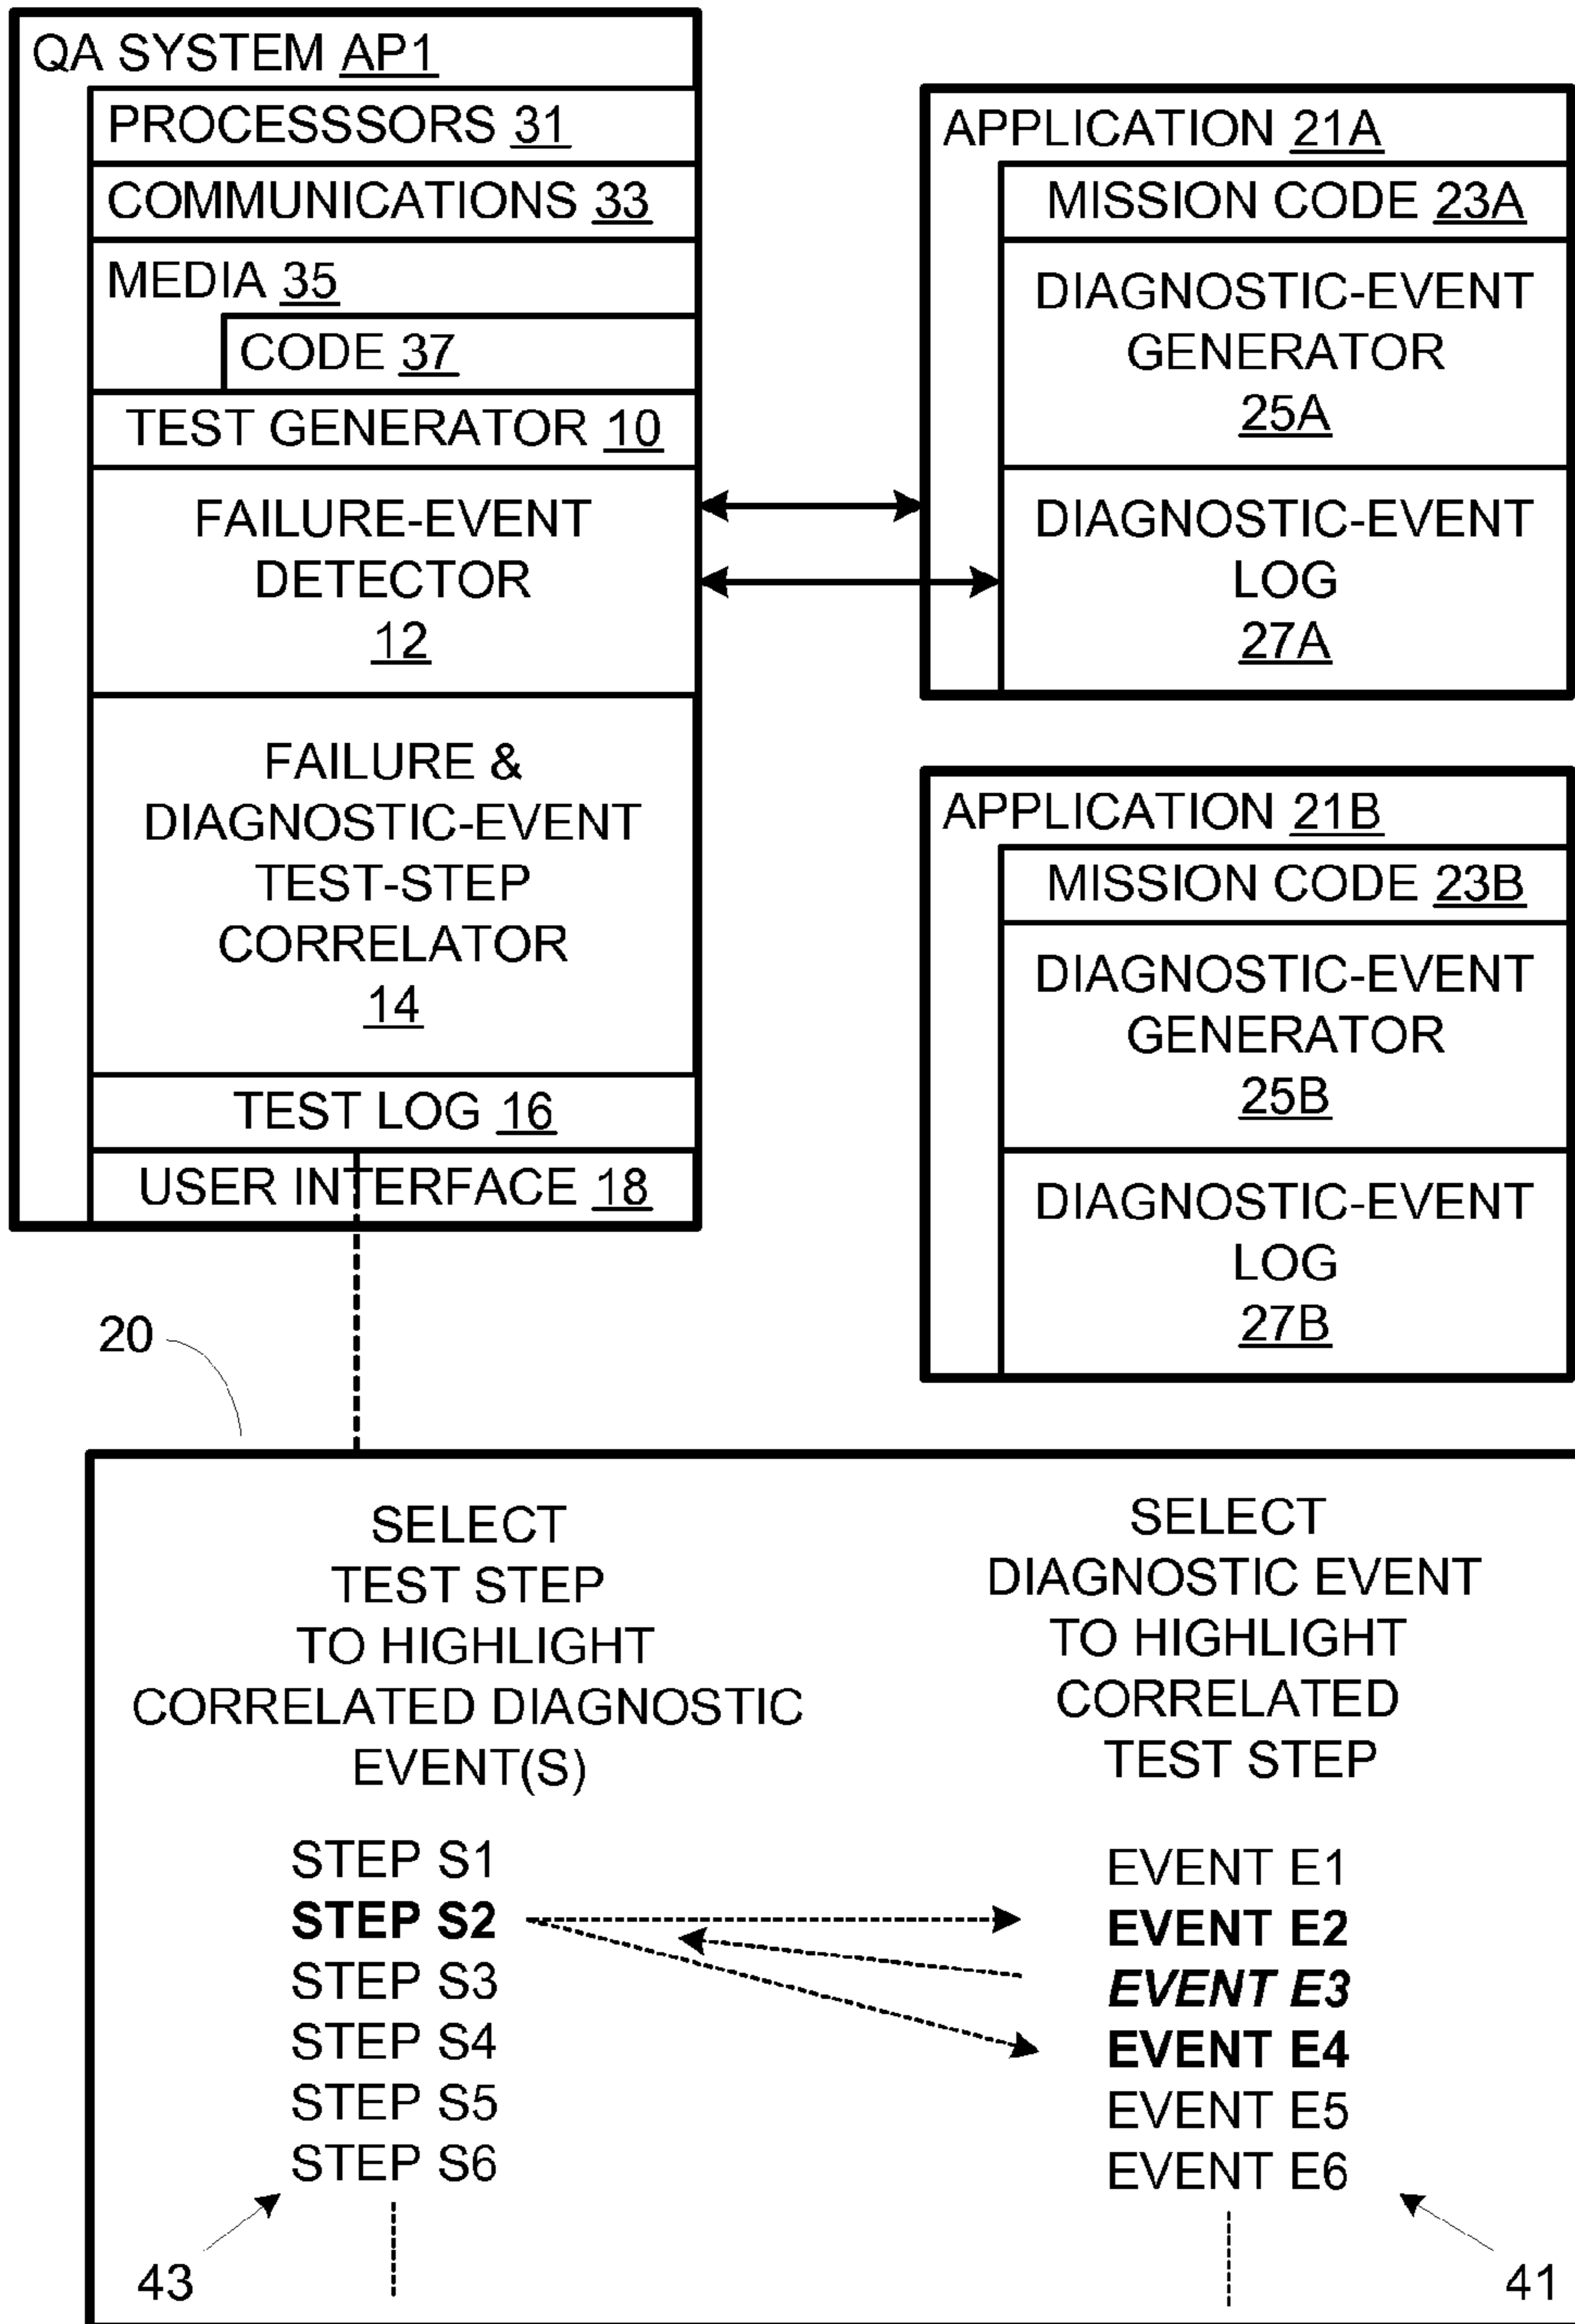 QA SYSTEM AP1
PROCESSSORS 31
COMMUNICATIONS 33
MEDIA 35
CODE 37
TEST GENERATOR 10
FAILURE-EVENT
DETECTOR
12
FAILURE &
DIAGNOSTIC-EVENT
TEST-STEP
CORRELATOR
14
TEST LOG 16
USER INTERFACE 18
APPLICATION 21A
MISSION CODE 23A
DIAGNOSTIC-EVENT
GENERATOR
25A
DIAGNOSTIC-EVENT
LOG
27A
APPLICATION 21B
MISSION CODE 23B
DIAGNOSTIC-EVENT
GENERATOR
25B
DIAGNOSTIC-EVENT
LOG
27B
20
SELECT
TEST STEP
TO HIGHLIGHT
CORRELATED DIAGNOSTIC
EVENT(S)
STEP S1
STEP S2
STEP S3
STEP S4
STEP S5
STEP S6
43
SELECT
DIAGNOSTIC EVENT
TO HIGHLIGHT
CORRELATED
TEST STEP
EVENT E1
EVENT E2
EVENT E3
EVENT E4
EVENT E5
EVENT E6
41